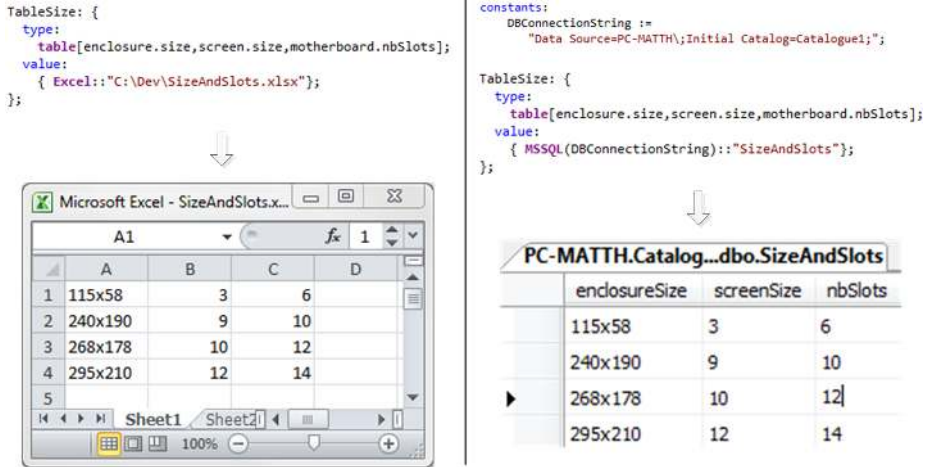 TableSize: {
type:
table[enclosure.size,screen.size,motherboard.nbSlots];
value:
{ Excel::"C:\Dev\SizeAndSlots.xlsx"};
};
Microsoft Excel - SizeAndSlots.x...
A1 fx 1
A B C D
1 115x58 3 6
2 240x190 9 10
3 268x178 10 12
4 295x210 12 14
5
Sheet1 Sheet2
100%
constants:
DBConnectionString :=
"Data Source=PC-MATTH\;Initial Catalog=Catalogue1;";
TableSize: {
type:
table[enclosure.size,screen.size,motherboard.nbSlots];
value:
{ MSSQL(DBConnectionString)::"SizeAndSlots"};
};
PC-MATTH.Catalog...dbo.SizeAndSlots
enclosureSize screenSize nbSlots
115x58 3 6
240x190 9 10
268x178 10 12
295x210 12 14